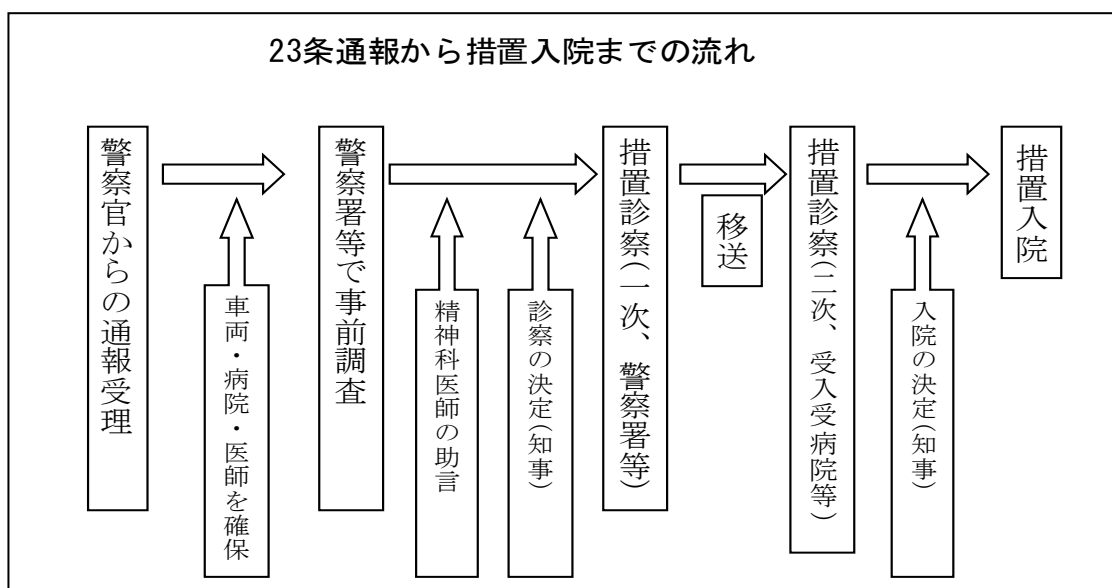 23条通報から措置入院までの流れ
警察官からの通報受理
車両・病院・医師を確保
警察署等で事前調査
精神科医師の助言
診察の決定(知事)
措置診察(一次、警察署等)
移送
措置診察(二次、受入受病院等)
入院の決定(知事)
措置入院